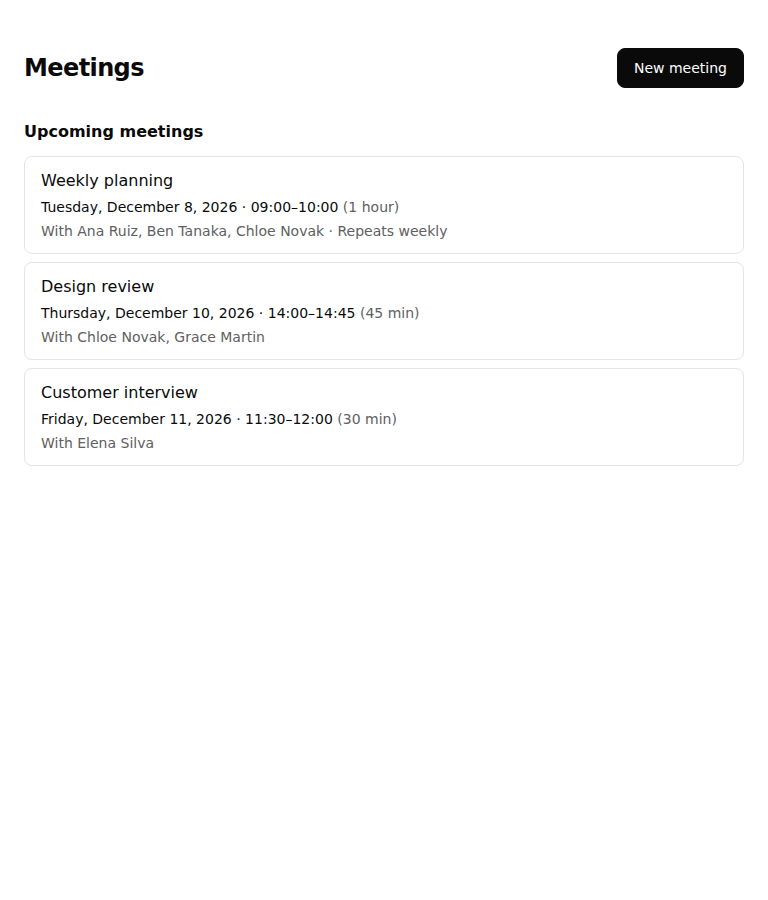 Meetings
New meeting
Upcoming meetings
Weekly planning
Tuesday, December 8, 2026 · 09:00–10:00 (1 hour)
With Ana Ruiz, Ben Tanaka, Chloe Novak · Repeats weekly
Design review
Thursday, December 10, 2026 · 14:00–14:45 (45 min)
With Chloe Novak, Grace Martin
Customer interview
Friday, December 11, 2026 · 11:30–12:00 (30 min)
With Elena Silva